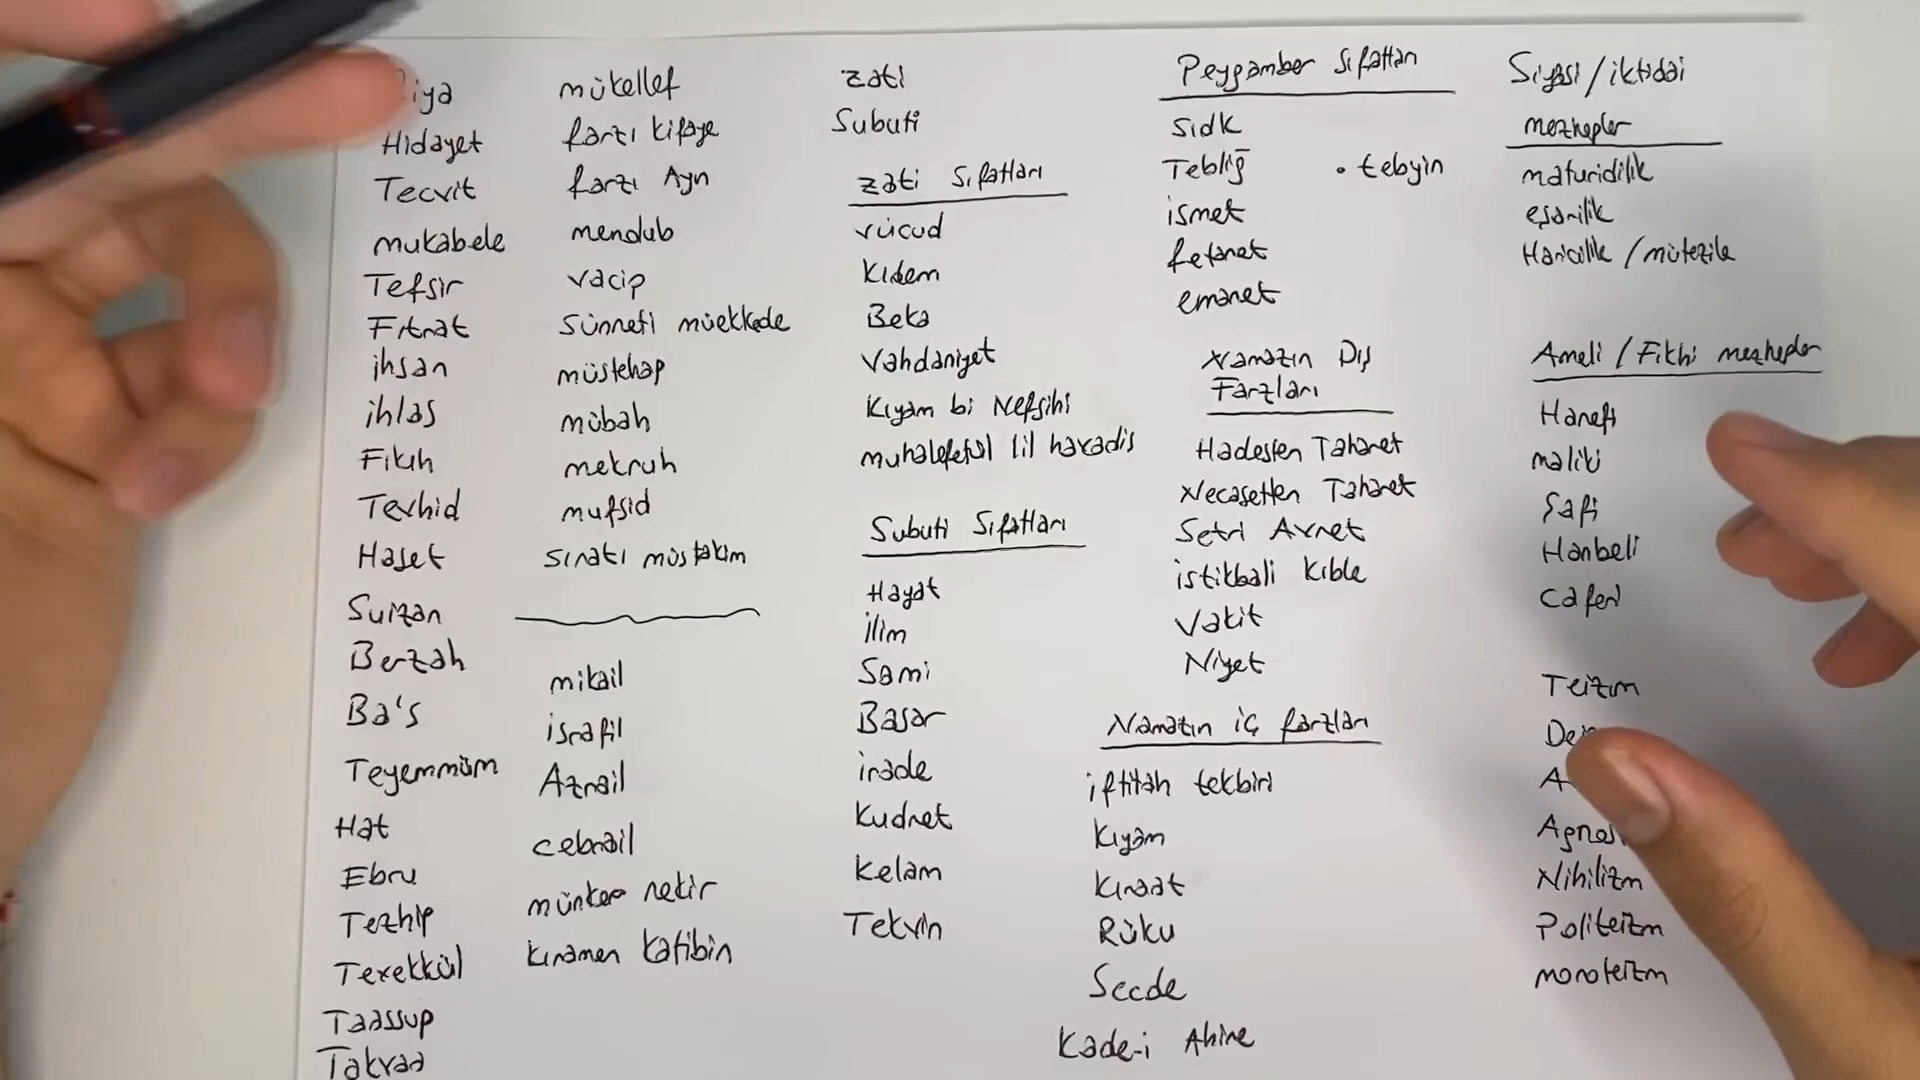 Hidayet
Tecvit
mukabele
Tefsir
Fıtrat
ihsan
ihlas
Fıkıh
Tevhid
Haset
Suizan
Berzah
Ba's
Teyemmüm
Hat
Ebru
Tezhip
Tevekkül
Taassup
Takvaa
mükellef
farzı kifaye
farzı Ayn
mendub
vacip
sünneti müekkede
müstehap
mübah
mekruh
mufsid
sıratı müstakim
mikail
israfil
Azrail
cebrail
münker nekir
kiramen katibin
zati
Subuti
zati Sıfatları
vücud
Kıdem
Beka
Vahdaniyet
Kıyam bi Nefsihi
muhalefetül lil havadis
Subuti Sıfatları
Hayat
ilim
Sami
Basar
irade
Kudret
Kelam
Tekvin
Peygamber Sıfatları
Sıdk
Tebliğ • tebyin
ismet
fetanet
emanet
Namazın Dış
Farzları
Hadesten Taharet
Necasetten Taharet
Setri Avret
istikbali kıble
Vakit
Niyet
Namazın iç farzları
iftitah tekbiri
Kıyam
Kıraat
Rüku
Secde
Kade-i Ahire
Siyasi/iktidai
mezhepler
maturidilik
eşarilik
Haricilik / mütezile
Ameli / Fıkhi mezhepler
Hanefi
maliki
Şafi
Hanbeli
Caferi
Teizm
Nihilizm
Politeizm
monoteizm